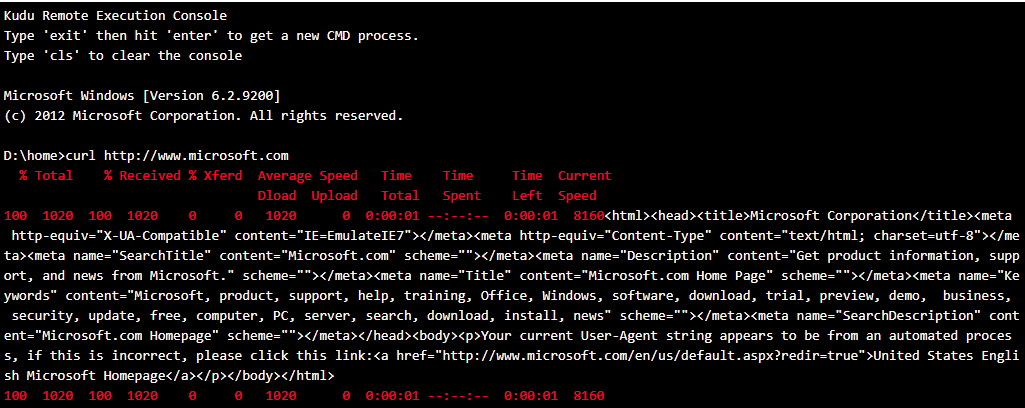 Kudu Remote Execution Console
Type 'exit' then hit 'enter' to get a new CMD process.
Type 'cls' to clear the console
Microsoft Windows [Version 6.2.9200]
(c) 2012 Microsoft Corporation. All rights reserved.
D:\home>curl http://www.microsoft.com
  % Total    % Received % Xferd  Average Speed   Time    Time     Time  Current
                                 Dload  Upload   Total   Spent    Left  Speed
100  1020  100  1020    0     0   1020      0  0:00:01 --:--:--  0:00:01  8160<html><head><title>Microsoft Corporation</title><meta
 http-equiv="X-UA-Compatible" content="IE=EmulateIE7"></meta><meta http-equiv="Content-Type" content="text/html; charset=utf-8"></me
ta><meta name="SearchTitle" content="Microsoft.com" scheme=""></meta><meta name="Description" content="Get product information, supp
ort, and news from Microsoft." scheme=""></meta><meta name="Title" content="Microsoft.com Home Page" scheme=""></meta><meta name="Ke
ywords" content="Microsoft, product, support, help, training, Office, Windows, software, download, trial, preview, demo,  business,
 security, update, free, computer, PC, server, search, download, install, news" scheme=""></meta><meta name="SearchDescription" cont
ent="Microsoft.com Homepage" scheme=""></meta></head><body><p>Your current User-Agent string appears to be from an automated proces
s, if this is incorrect, please click this link:<a href="http://www.microsoft.com/en/us/default.aspx?redir=true">United States Engli
sh Microsoft Homepage</a></p></body></html>
100  1020  100  1020    0     0   1020      0  0:00:01 --:--:--  0:00:01  8160